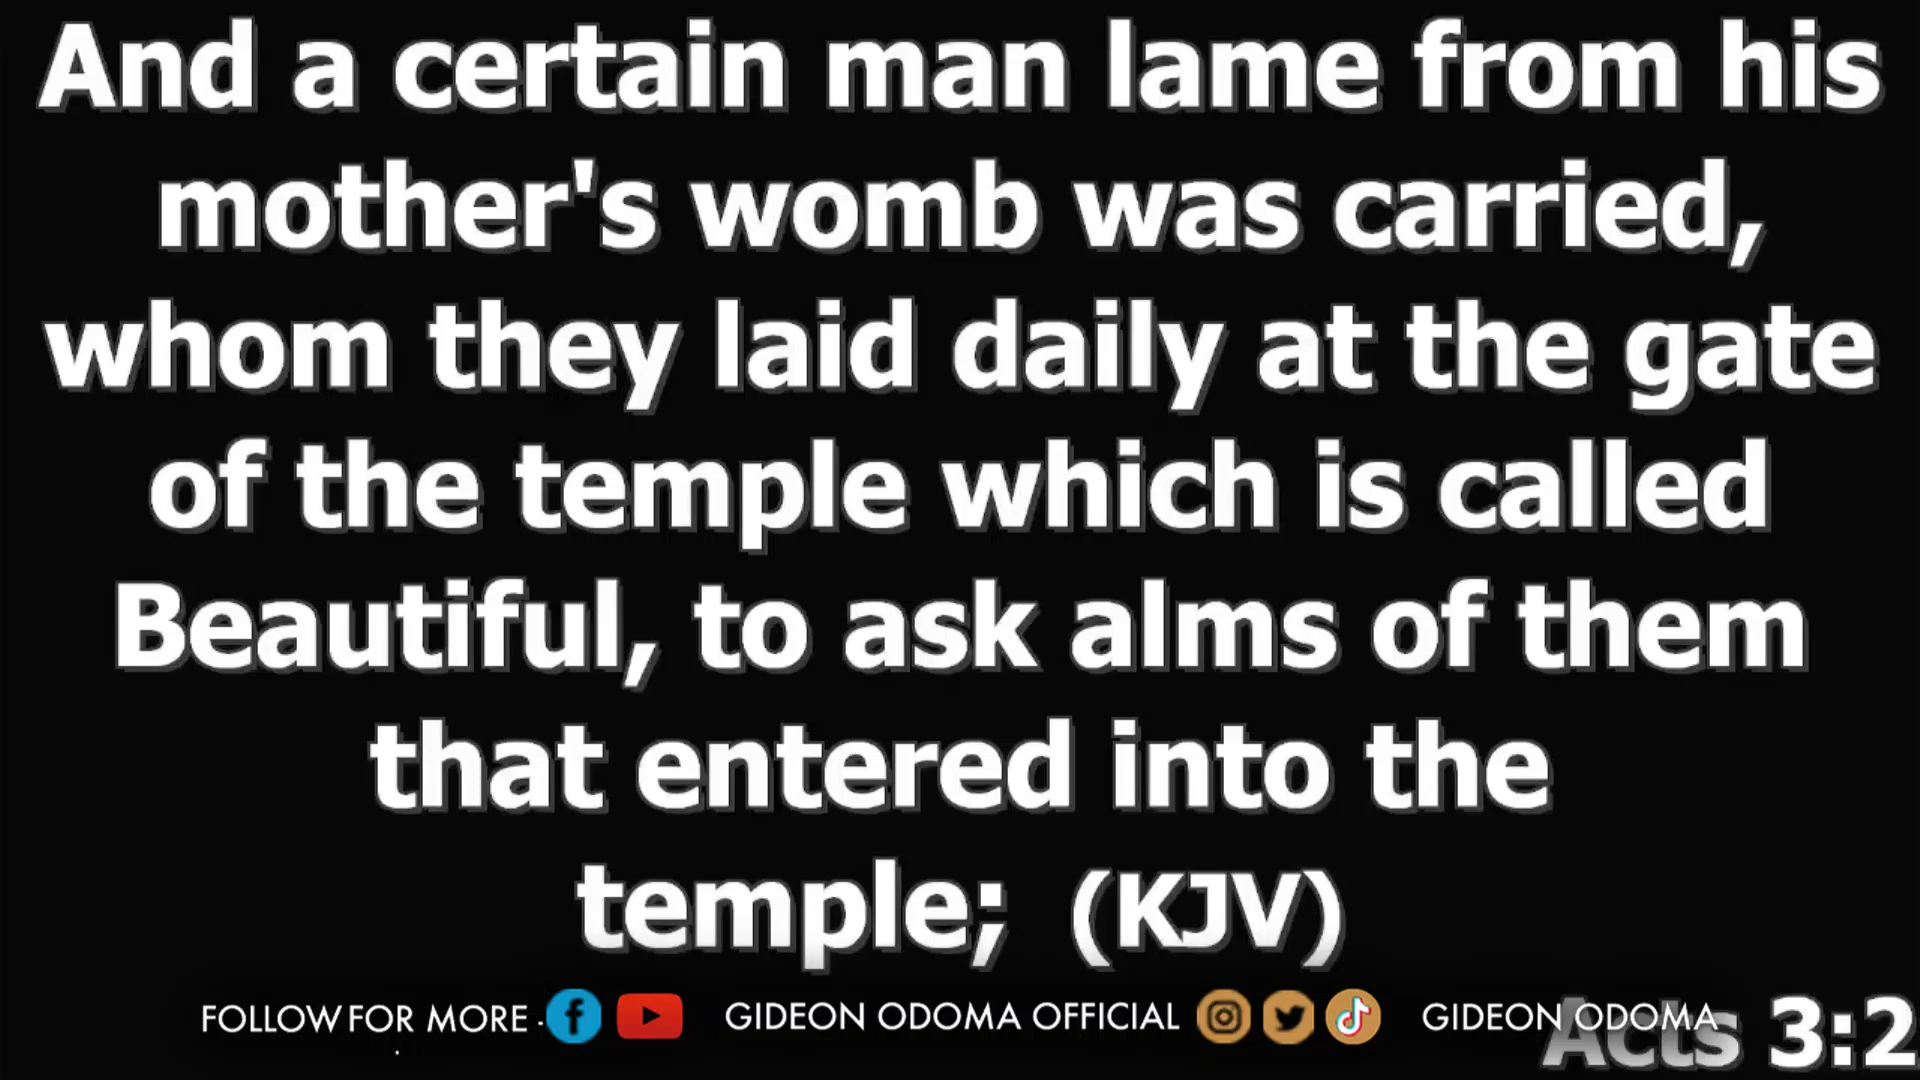 And a certain man lame from his
mother's womb was carried,
whom they laid daily at the gate
of the temple which is called
Beautiful, to ask alms of them
that entered into the
temple; (KJV)
FOLLOW FOR MORE - GIDEON ODOMA OFFICIAL GIDEON ODOMA
Acts 3:2